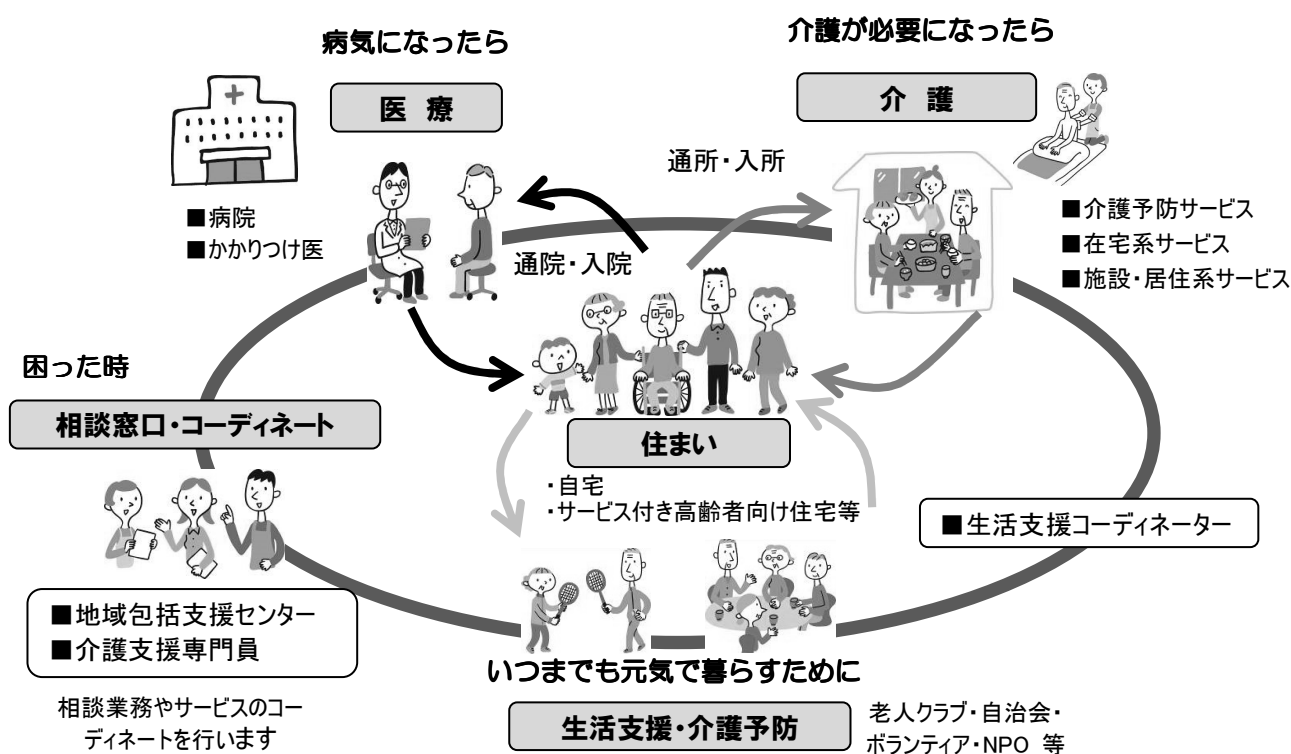 病気になったら
医療
■病院
■かかりつけ医
通院・入院
介護が必要になったら
介護
通所・入所
■介護予防サービス
■在宅系サービス
■施設・居住系サービス
困った時
相談窓口・コーディネート
■地域包括支援センター
■介護支援専門員
相談業務やサービスのコー
ディネートを行います
住まい
・自宅
・サービス付き高齢者向け住宅等
■生活支援コーディネーター
いつまでも元気で暮らすために
生活支援・介護予防
老人クラブ・自治会・
ボランティア・NPO 等